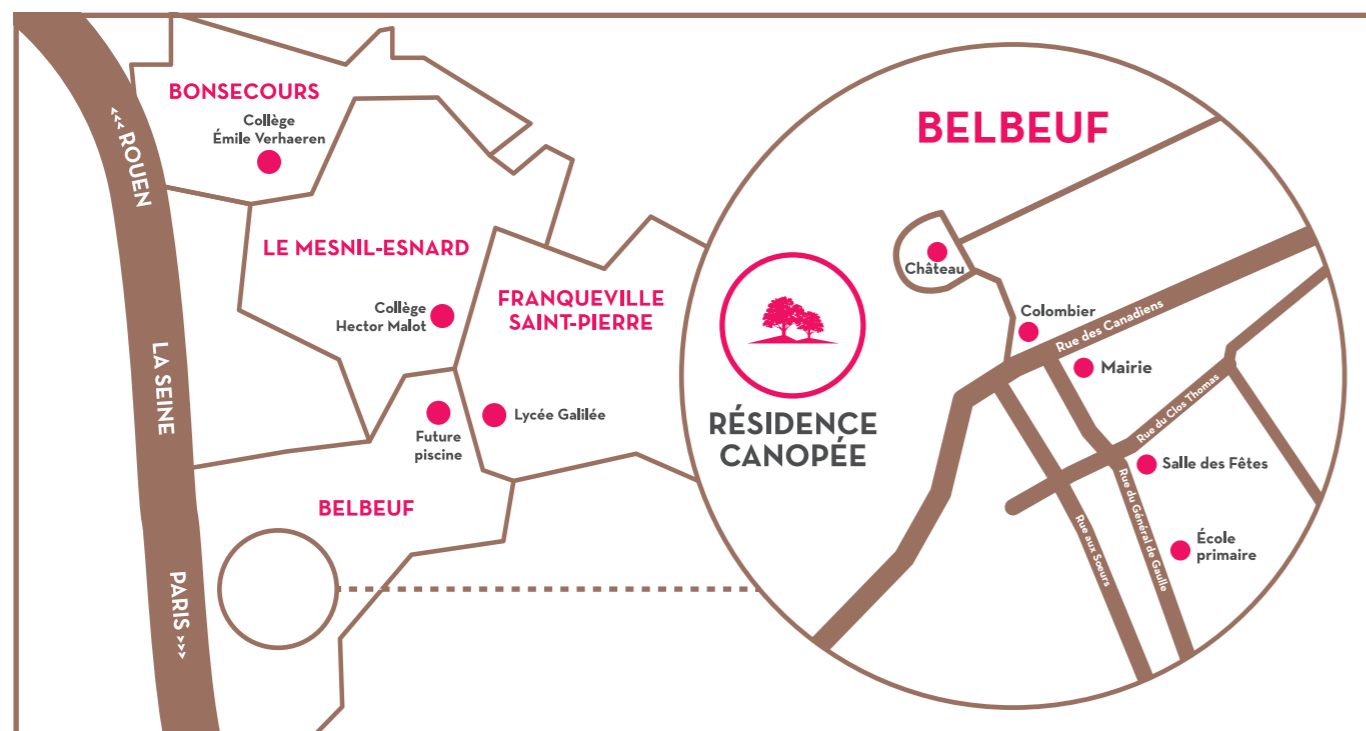 BONSECOURS
Collège
Émile Verhaeren
<<< ROUEN
LA SEINE
PARIS >>>
LE MESNIL-ESNARD
Collège
Hector Malot
FRANQUEVILLE
SAINT-PIERRE
Future
piscine
Lycée Galilée
BELBEUF
BELBEUF
Château
Colombier
Rue des Canadiens
Mairie
RÉSIDENCE
CANOPÉE
Rue du Clos Thomas
Salle des Fêtes
Rue du Général de Gaulle
Rue aux Soeurs
École
primaire